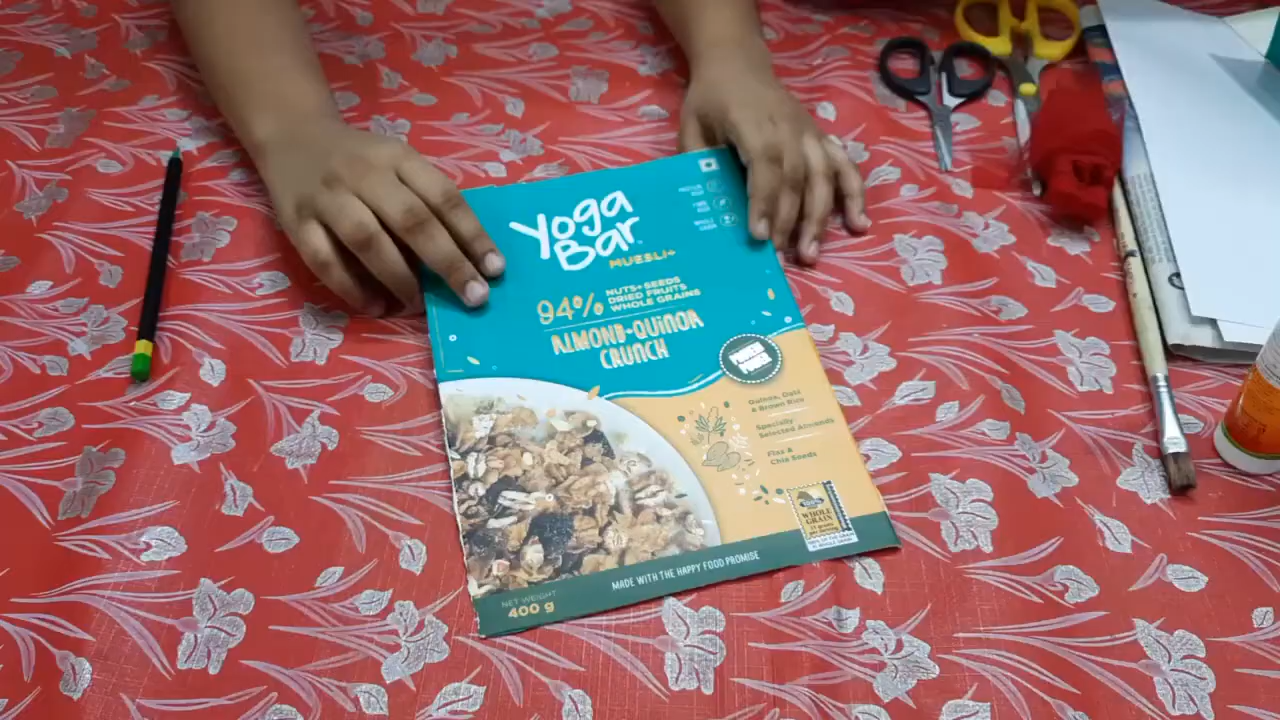 Yoga
Bar
MUESLI+
94%
NUTS+SEEDS
DRIED FRUITS
WHOLE GRAINS
ALMOND+QUINOA
CRUNCH
Quinoa, Oats
& Brown Rice
Specially
Selected Almonds
Flax &
Chia Seeds
WHOLE
GRAIN
MADE WITH THE HAPPY FOOD PROMISE
NET WEIGHT
400 g